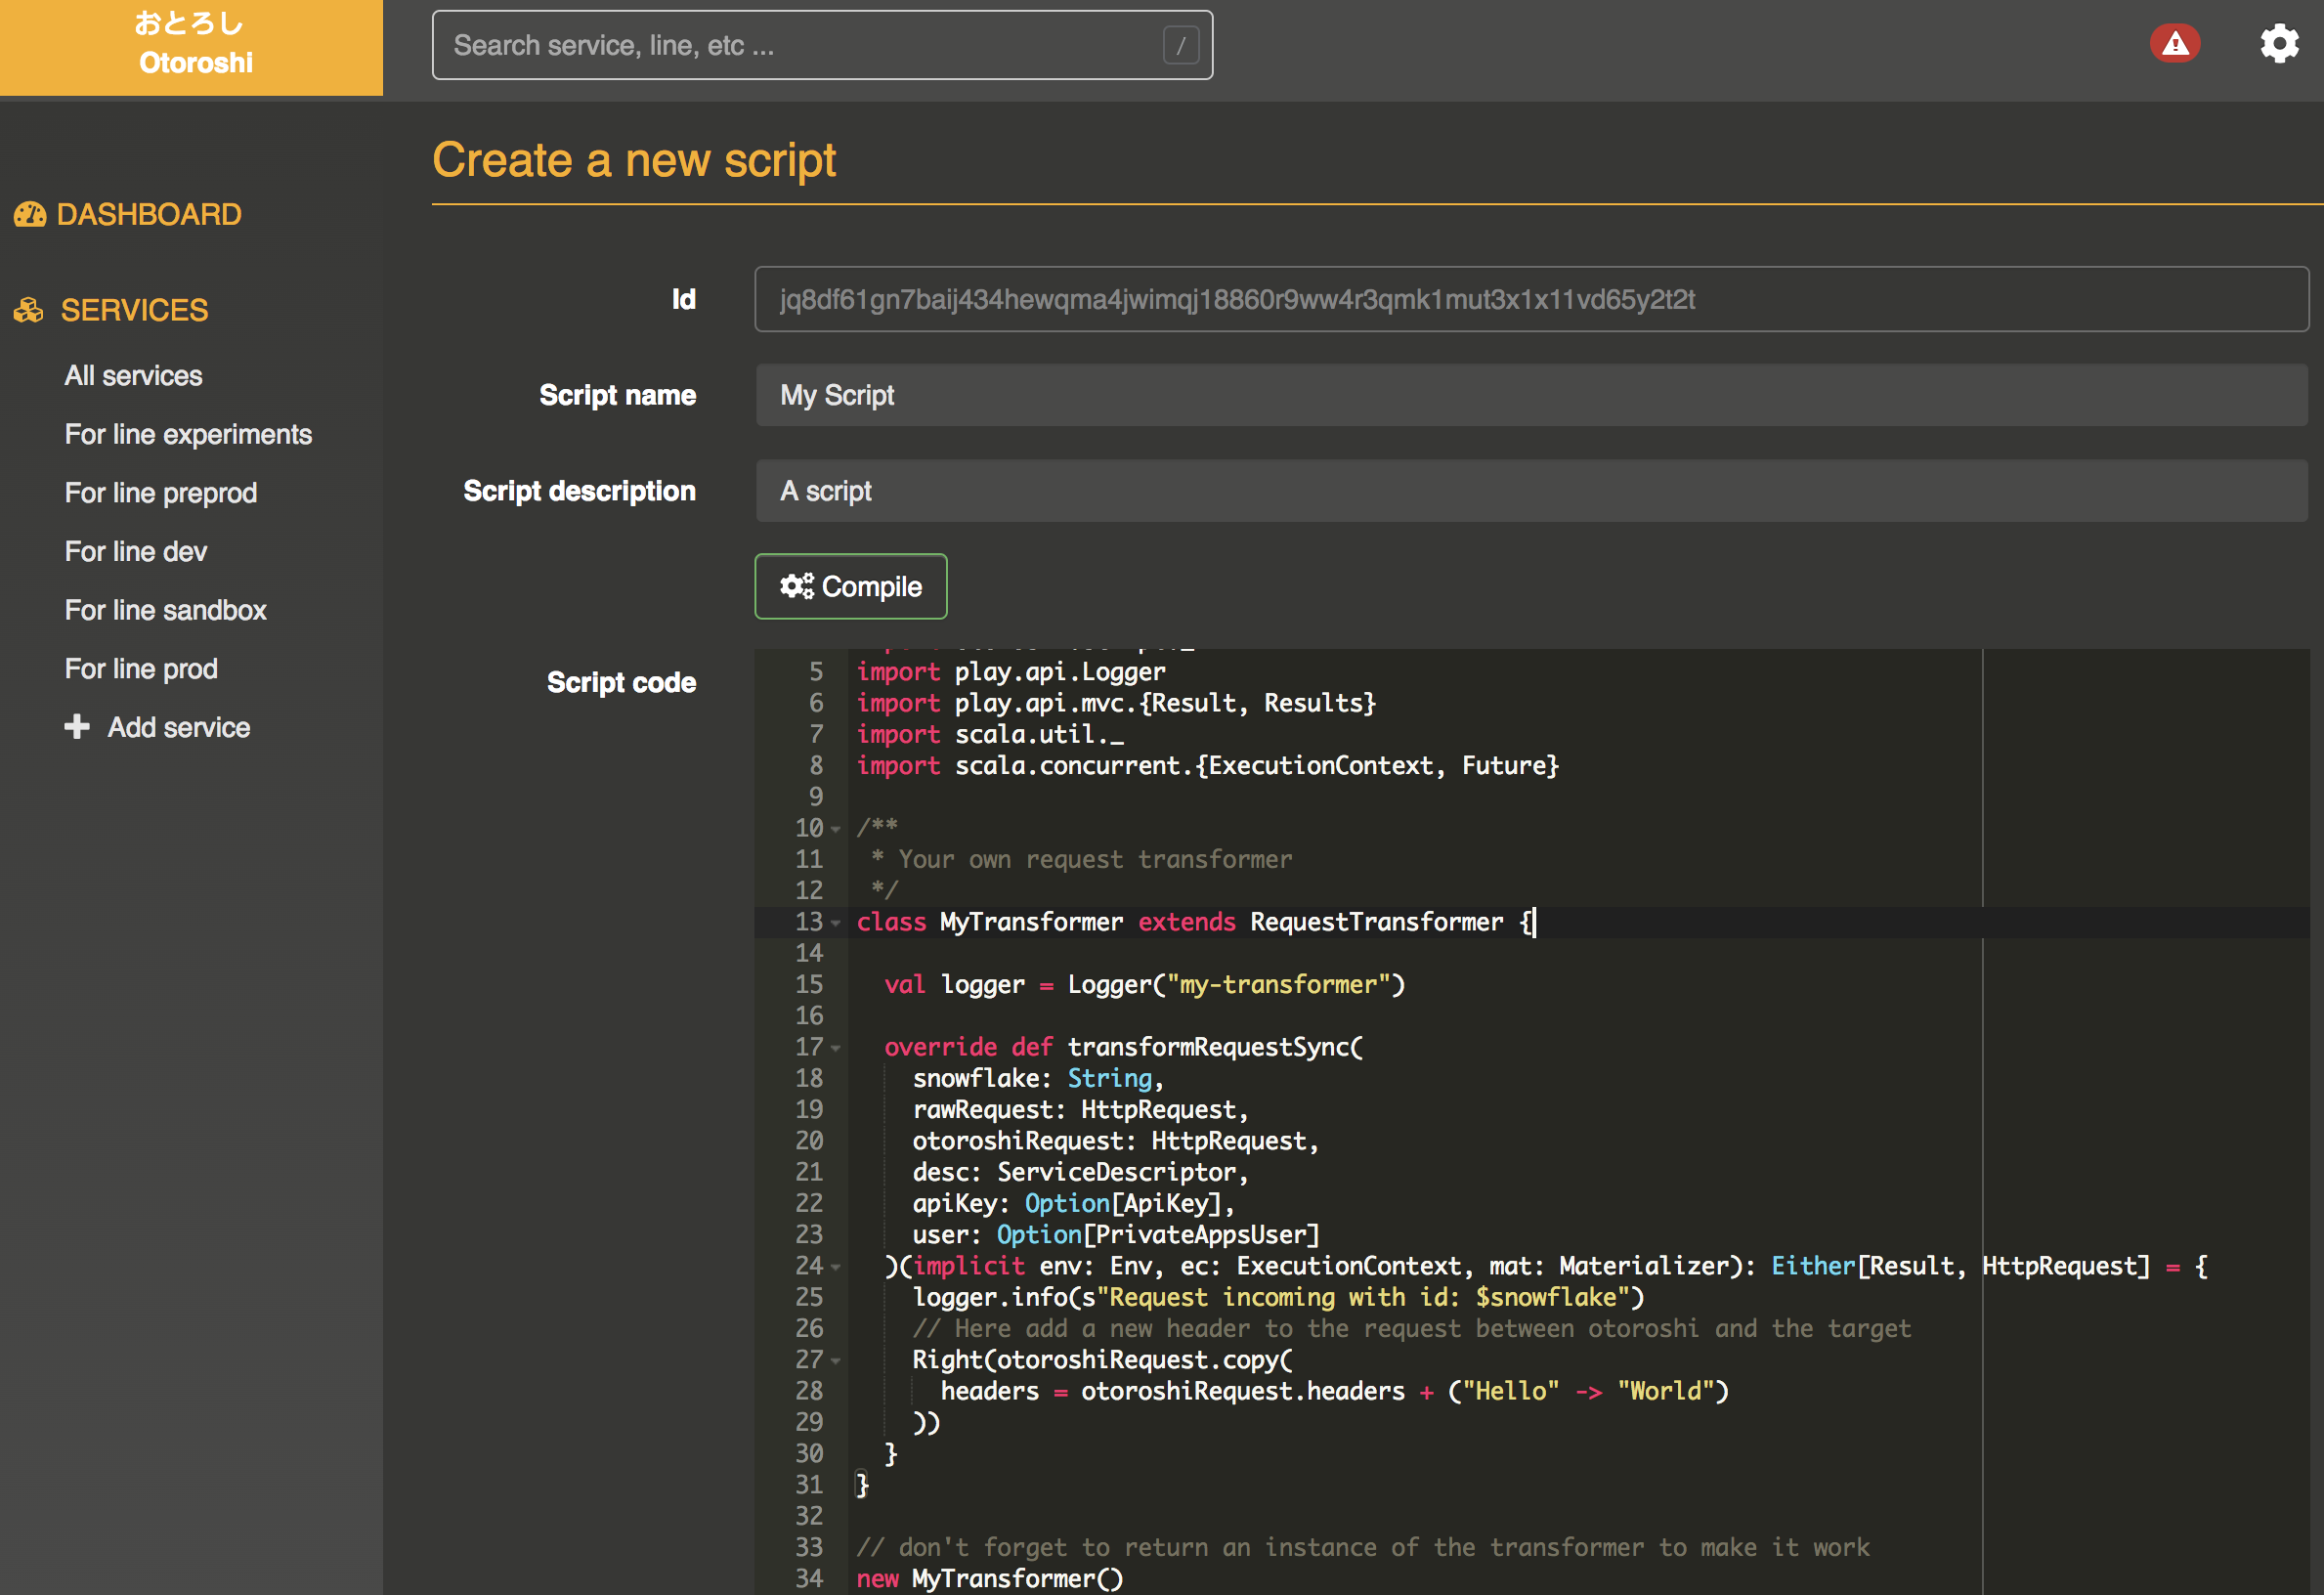 おとろし
Otoroshi
Search service, line, etc ...
/
DASHBOARD
SERVICES
All services
For line experiments
For line preprod
For line dev
For line sandbox
For line prod
Add service
Create a new script
Id
jq8df61gn7baij434hewqma4jwimqj18860r9ww4r3qmk1mut3x1x11vd65y2t2t
Script name
My Script
Script description
A script
Compile
Script code
5 import play.api.Logger
6 import play.api.mvc.{Result, Results}
7 import scala.util._
8 import scala.concurrent.{ExecutionContext, Future}
9
10 /**
11  * Your own request transformer
12  */
13 class MyTransformer extends RequestTransformer {
14
15   val logger = Logger("my-transformer")
16
17   override def transformRequestSync(
18     snowflake: String,
19     rawRequest: HttpRequest,
20     otoroshiRequest: HttpRequest,
21     desc: ServiceDescriptor,
22     apiKey: Option[ApiKey],
23     user: Option[PrivateAppsUser]
24   )(implicit env: Env, ec: ExecutionContext, mat: Materializer): Either[Result, HttpRequest] = {
25     logger.info(s"Request incoming with id: $snowflake")
26     // Here add a new header to the request between otoroshi and the target
27     Right(otoroshiRequest.copy(
28       headers = otoroshiRequest.headers + ("Hello" -> "World")
29     ))
30   }
31 }
32
33 // don't forget to return an instance of the transformer to make it work
34 new MyTransformer()